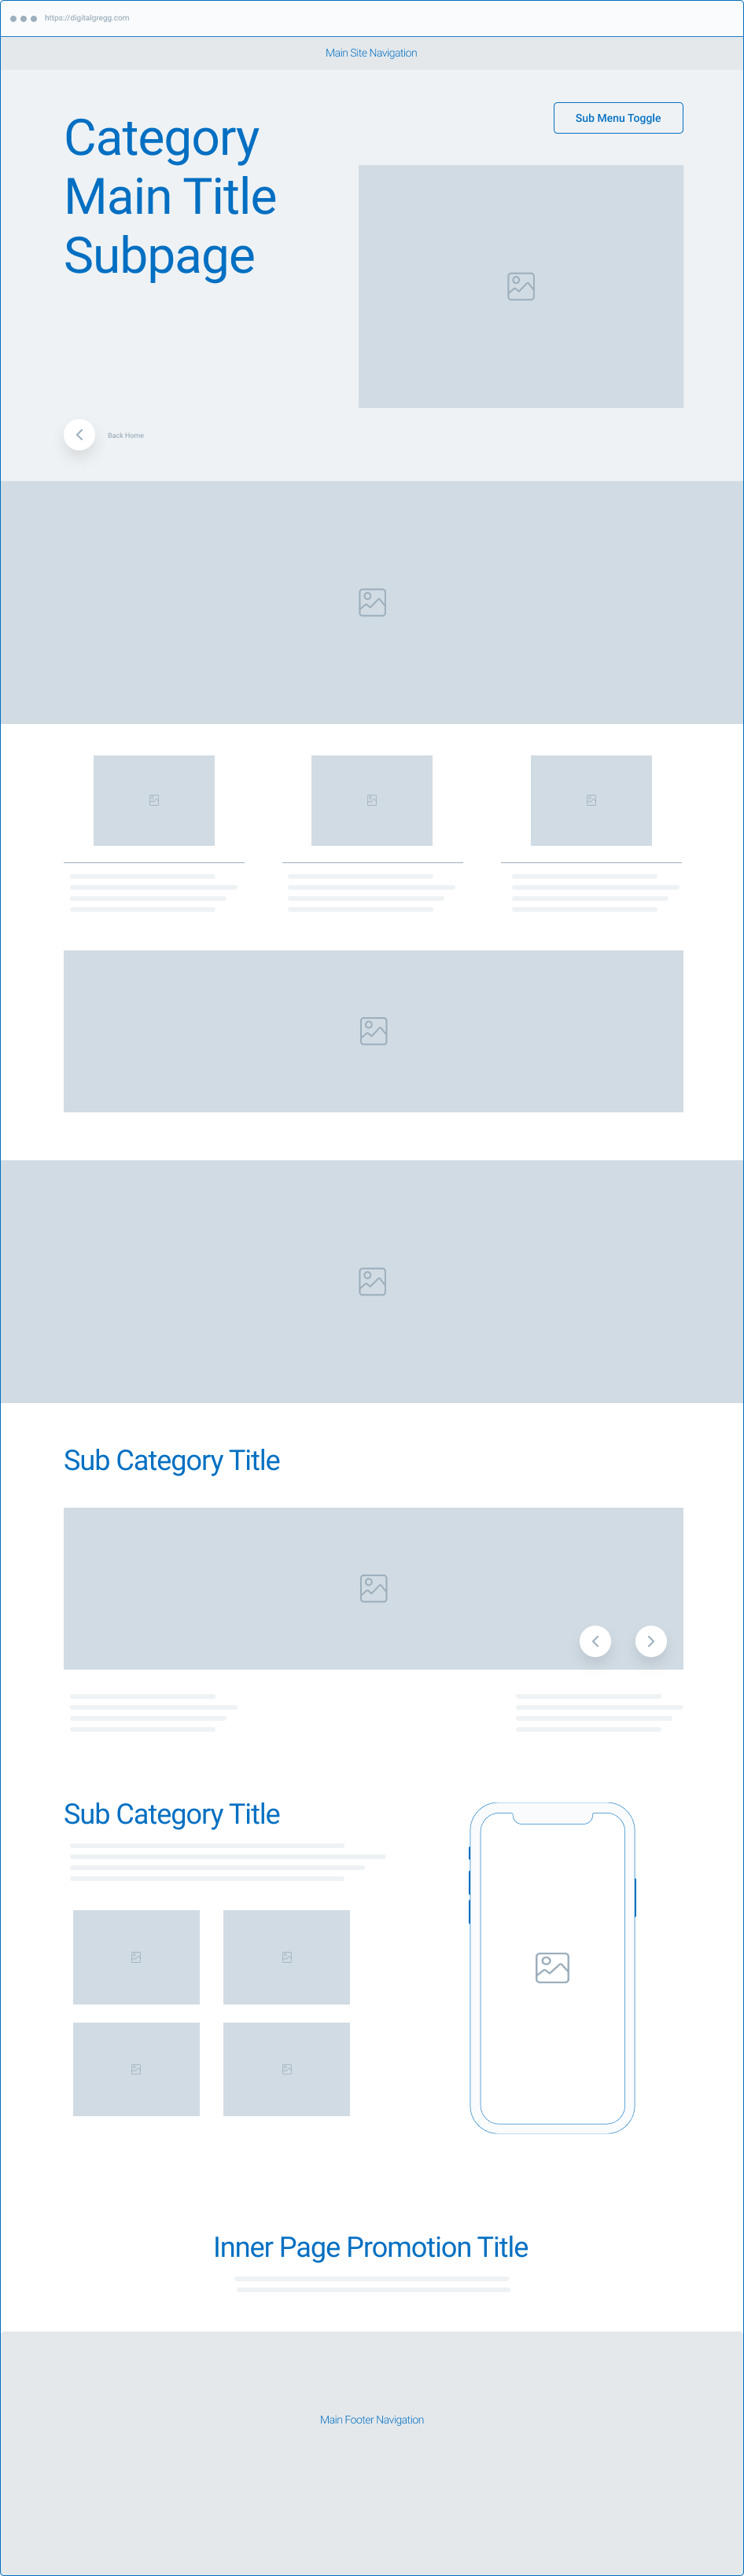 https://digitalgregg.com
Main Site Navigation
Sub Menu Toggle
Category
Main Title
Subpage
Back Home
Sub Category Title
Sub Category Title
Inner Page Promotion Title
Main Footer Navigation